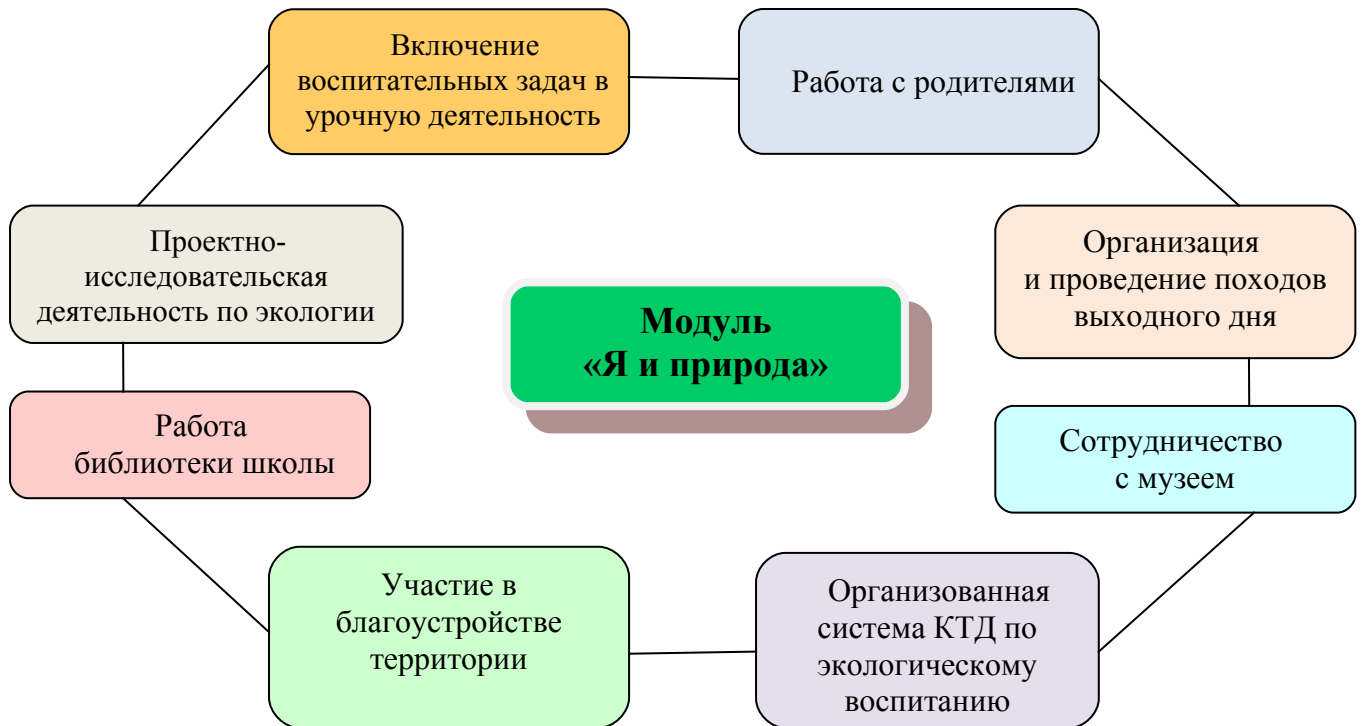 Включение
воспитательных задач в
урочную деятельность
Работа с родителями
Проектно-
исследовательская
деятельность по экологии
Организация
и проведение походов
выходного дня
Модуль
«Я и природа»
Работа
библиотеки школы
Сотрудничество
с музеем
Участие в
благоустройстве
территории
Организованная
система КТД по
экологическому
воспитанию